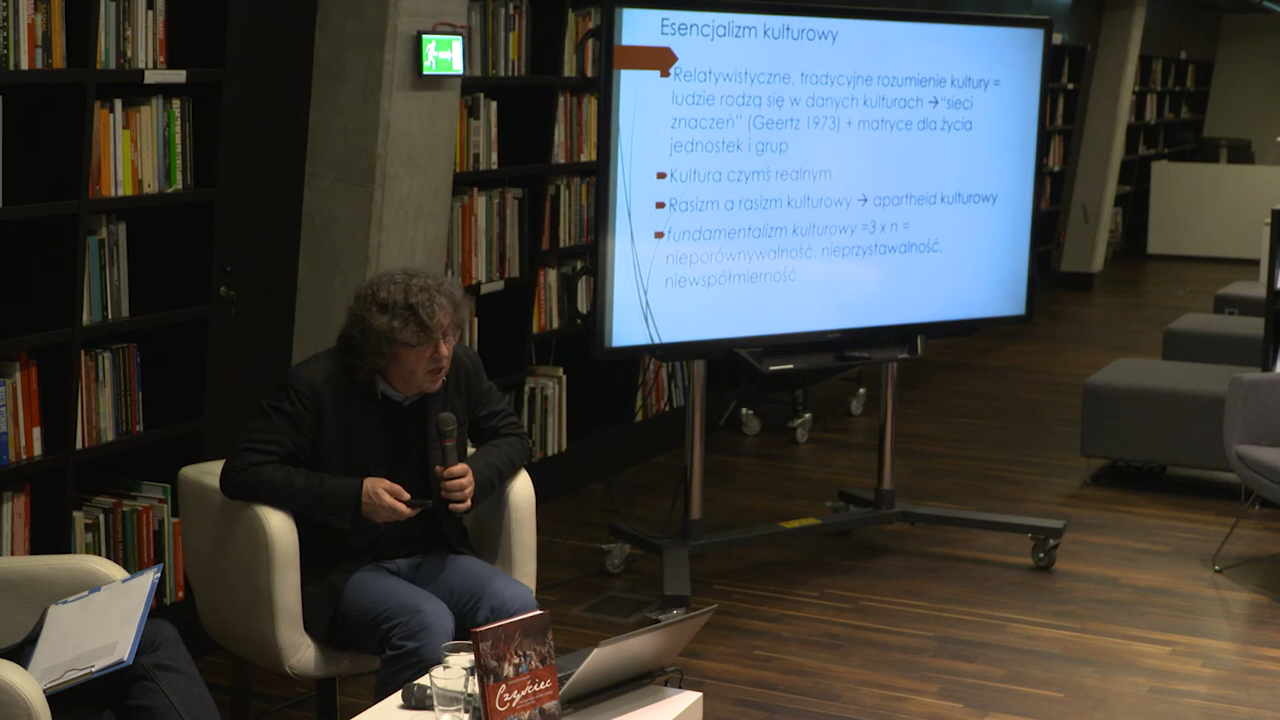 Esencjalizm kulturowy
Relatywistyczne, tradycyjne rozumienie kultury =
ludzie rodzą się w danych kulturach →"sieci
znaczeń" (Geertz 1973) + matryce dla życia
jednostek i grup
Kultura czymś realnym
Rasizm a rasizm kulturowy → apartheid kulturowy
fundamentalizm kulturowy =3 x n =
nieporównywalność, nieprzystawalność,
niewspółmierność
Czyściec